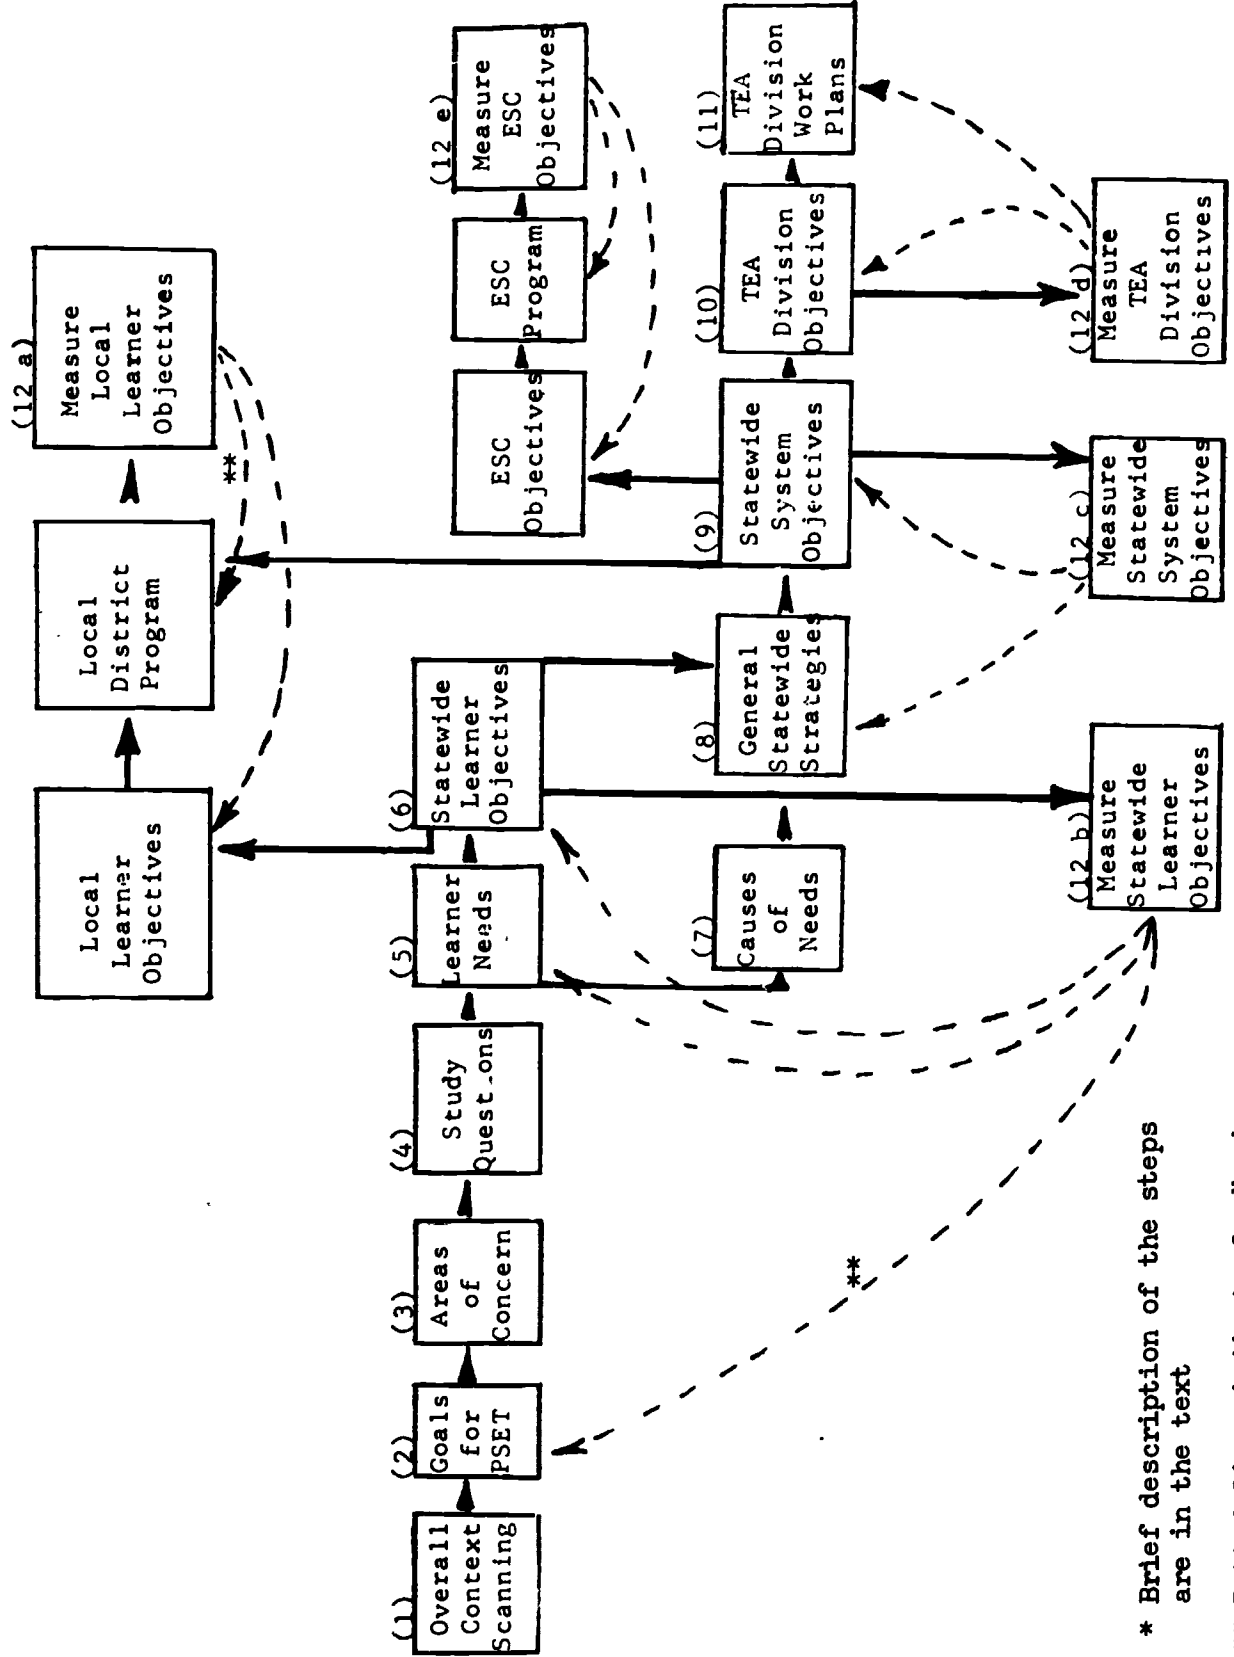 (12 a)
Measure
Local
Learner
Objectives
**
Local
District
Program
Local
Learner
Objectives
(12 e)
Measure
ESC
Objectives
ESC
Program
ESC
Objectives
(1)
Overall
Context
Scanning
(2)
Goals
for
PSET
(3)
Areas
of
Concern
(4)
Study
Quest.ons
(5)
Learner
Needs
(6)
Statewide
Learner
Objectives
(7)
Causes
of
Needs
(8)
General
Statewide
Strategies
(9)
Statewide
System
Objectives
(10)
TEA
Division
Objectives
(11)
TEA
Division
Work
Plans
**
(12 b)
Measure
Statewide
Learner
Objectives
(12 c)
Measure
Statewide
System
Objectives
(12 d)
Measure
TEA
Division
Objectives
* Brief description of the steps
are in the text